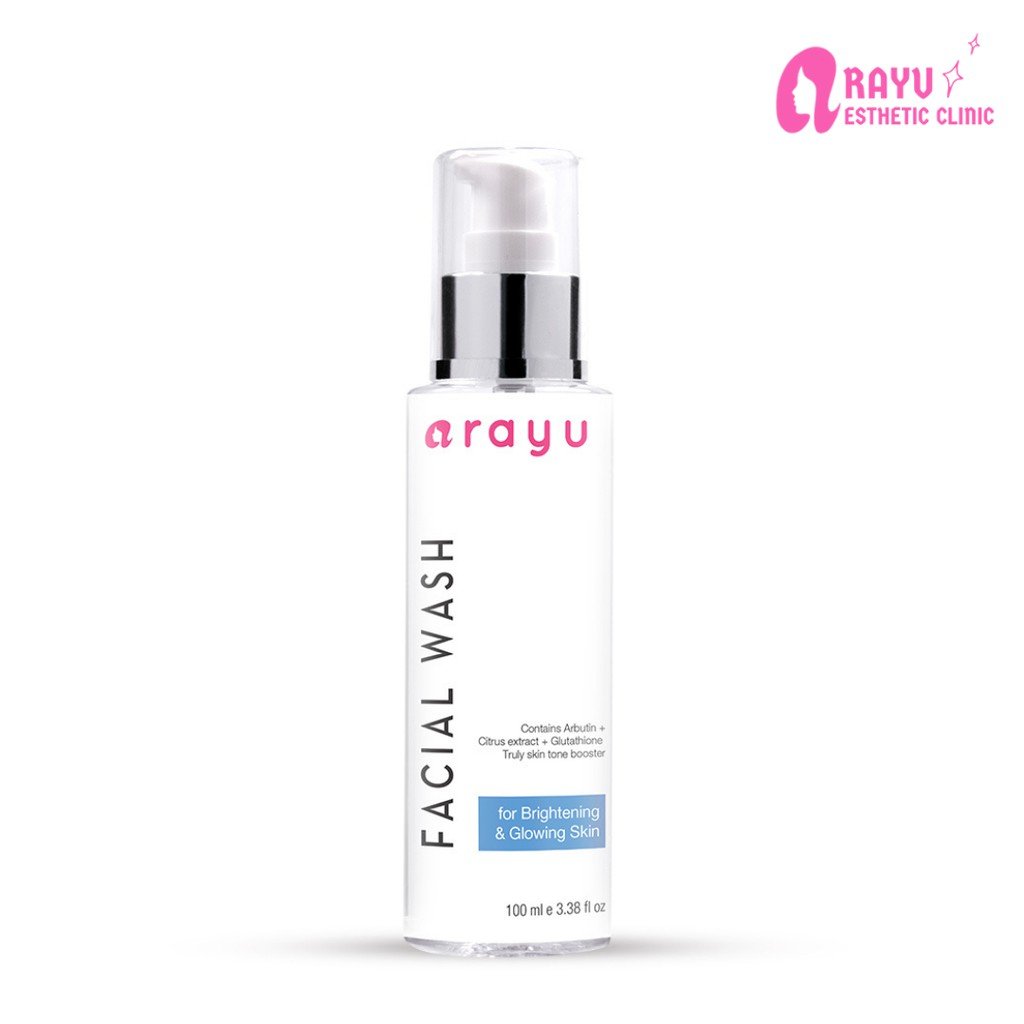 arayu
ESTHETIC CLINIC
arayu
FACIAL WASH
Contains Arbutin +
Citrus extract + Glutathione
Truly skin tone booster
for Brightening
& Glowing Skin
100 ml e 3.38 fl oz